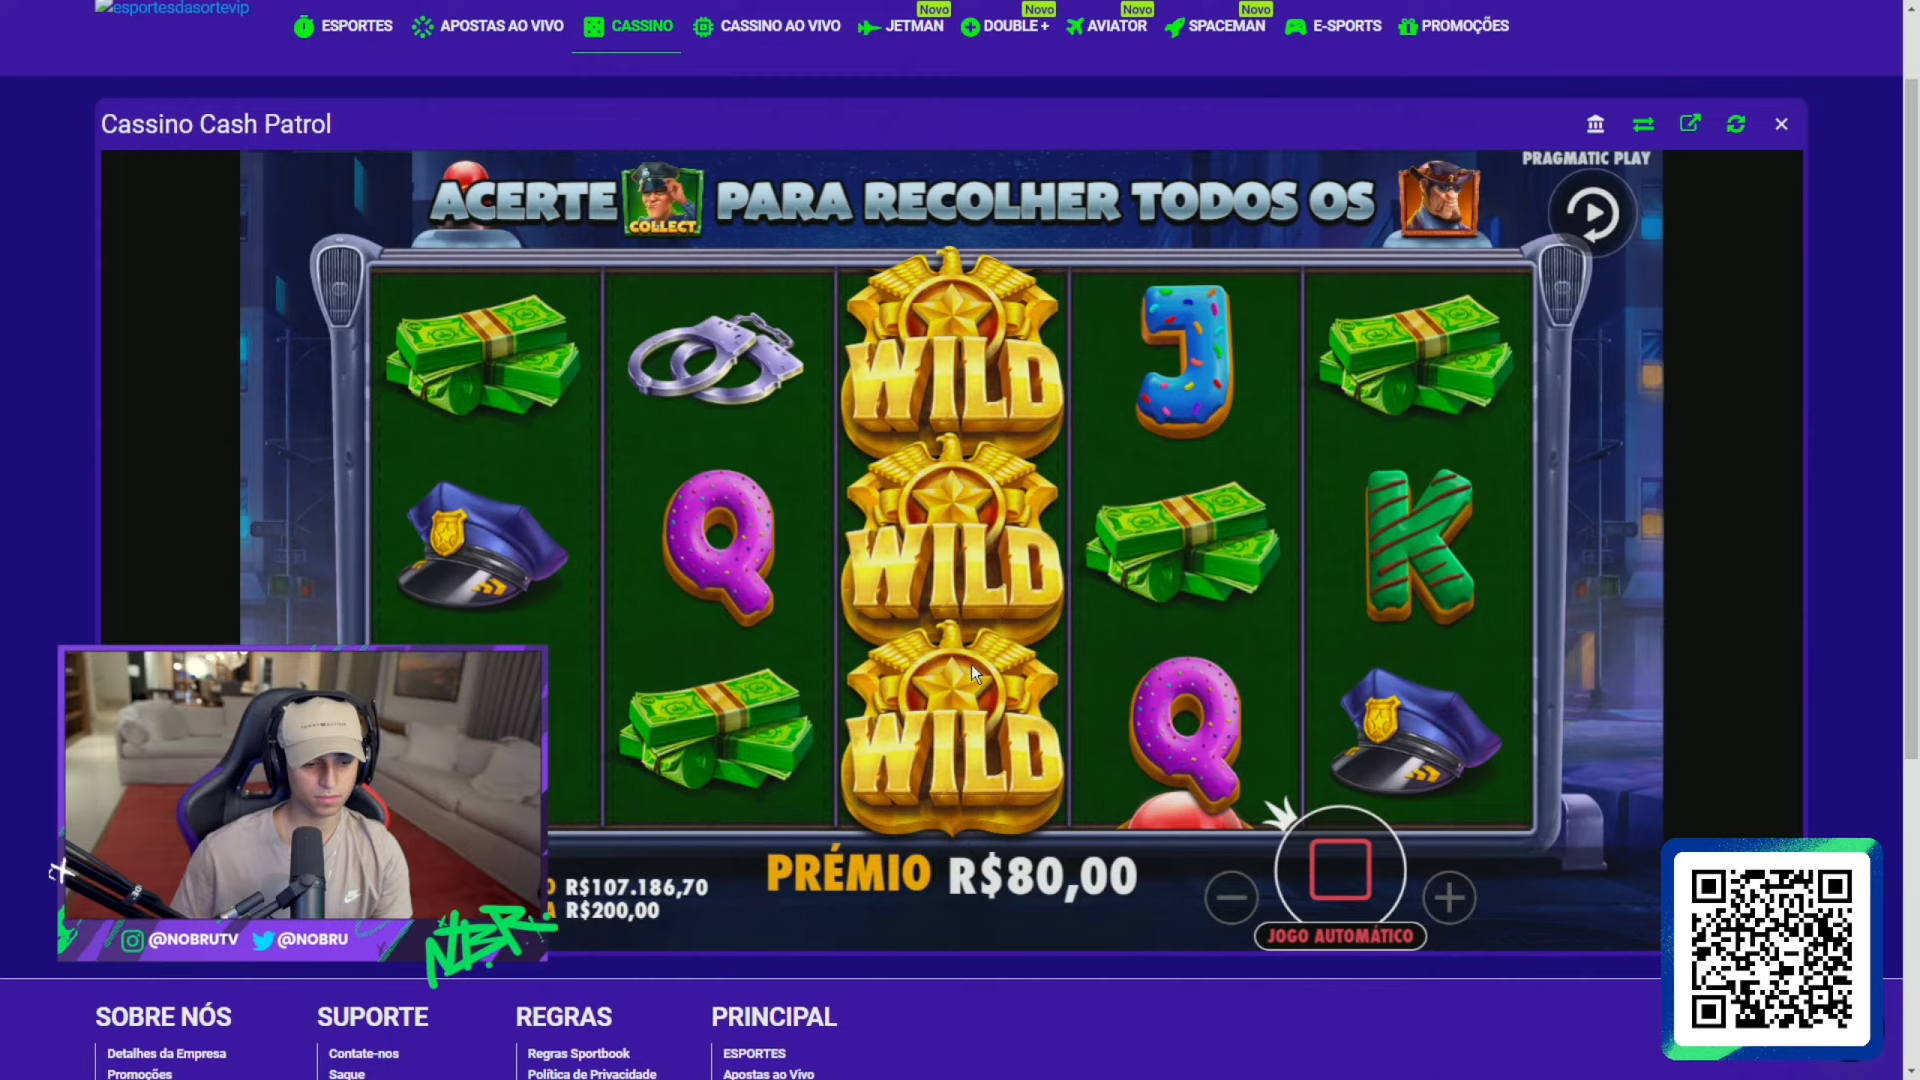 esportesdasortevip
ESPORTES
APOSTAS AO VIVO
CASSINO
CASSINO AO VIVO
Novo
JETMAN
Novo
DOUBLE +
Novo
AVIATOR
Novo
SPACEMAN
E-SPORTS
PROMOÇÕES
Cassino Cash Patrol
PRAGMATIC PLAY
ACERTE
COLLECT
PARA RECOLHER TODOS OS
WILD
J
Q
WILD
K
WILD
Q
PRÉMIO R$80,00
O R$107.186,70
A R$200,00
JOGO AUTOMÁTICO
@NOBRUTV
@NOBRU
NBR
SOBRE NÓS
Detalhes da Empresa
Promoções
SUPORTE
Contate-nos
Saque
REGRAS
Regras Sportbook
Política de Privacidade
PRINCIPAL
ESPORTES
Apostas ao Vivo